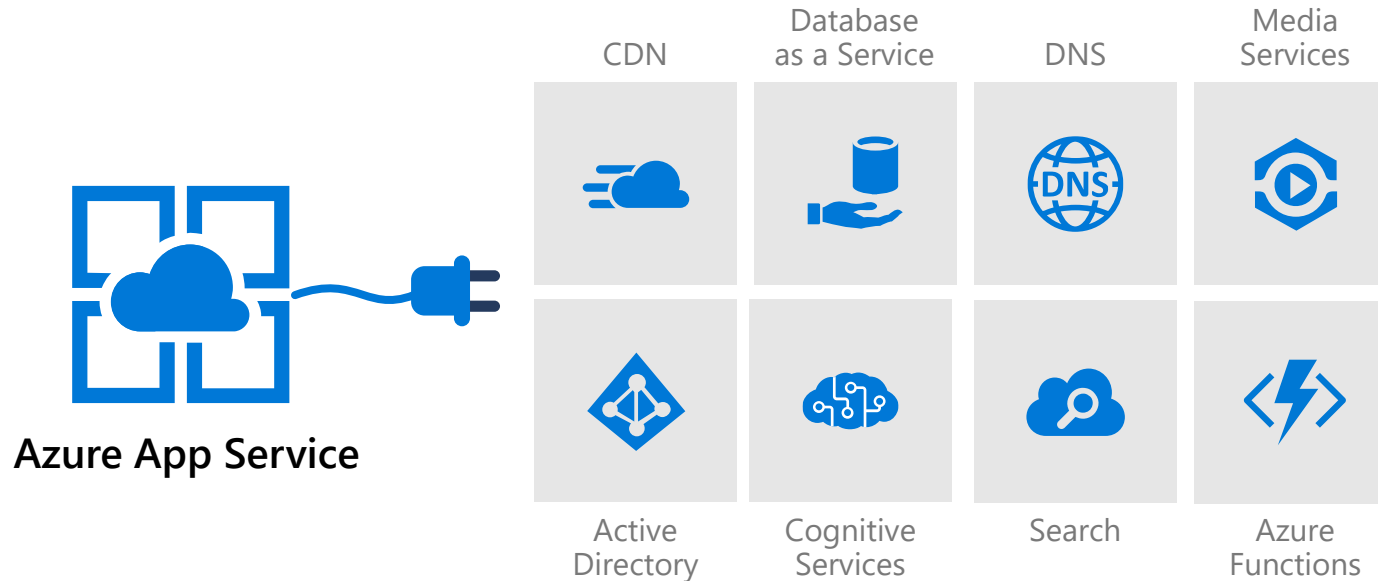 CDN
Database
as a Service
DNS
Media
Services
DNS
Azure App Service
Active
Directory
Cognitive
Services
Search
Azure
Functions